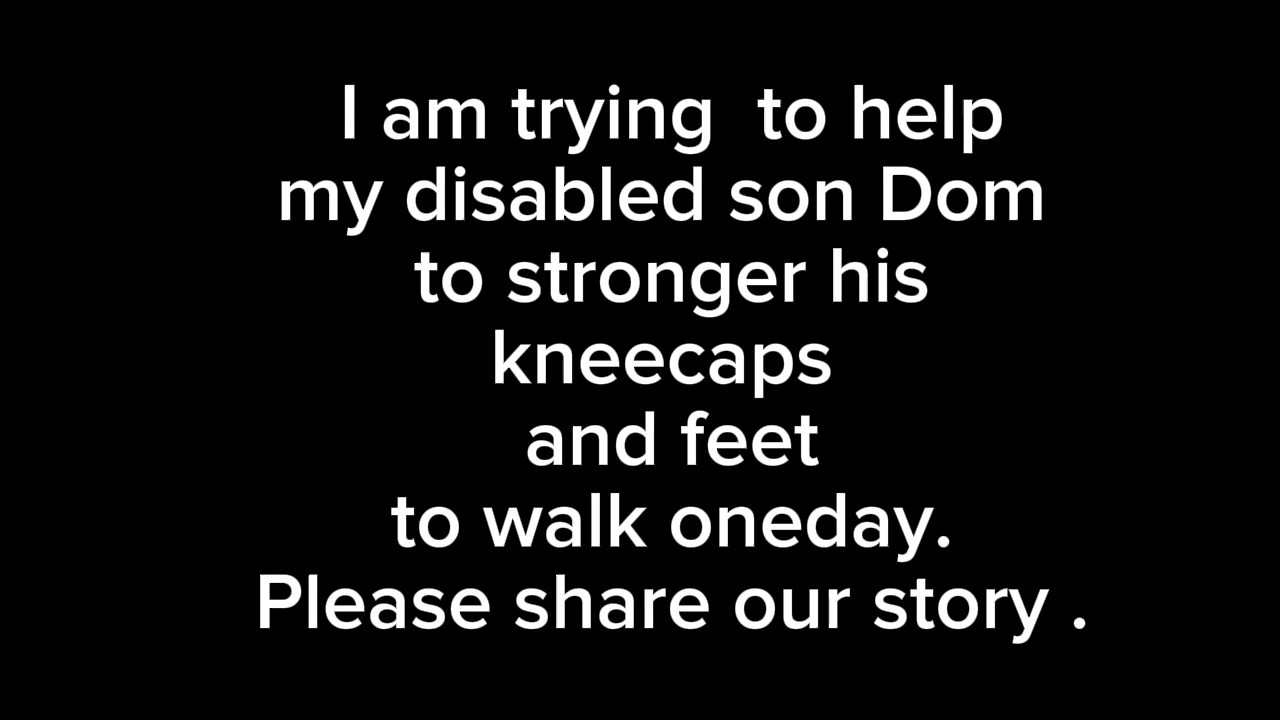 I am trying  to help
my disabled son Dom
to stronger his
kneecaps
and feet
to walk oneday.
Please share our story .